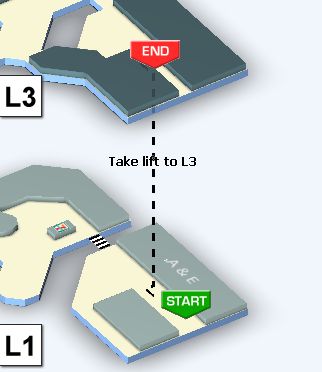 END
L3
Take lift to L3
A & E
START
L1